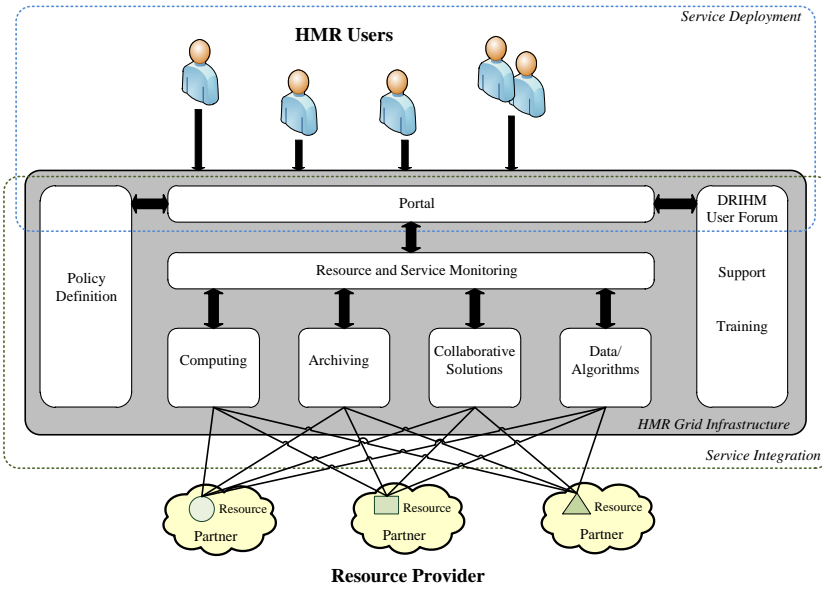 Service Deployment
HMR Users
Portal
DRIHM
User Forum
Policy
Definition
Resource and Service Monitoring
Support
Training
Computing
Archiving
Collaborative
Solutions
Data/
Algorithms
HMR Grid Infrastructure
Service Integration
Resource
Partner
Resource
Partner
Resource
Partner
Resource Provider